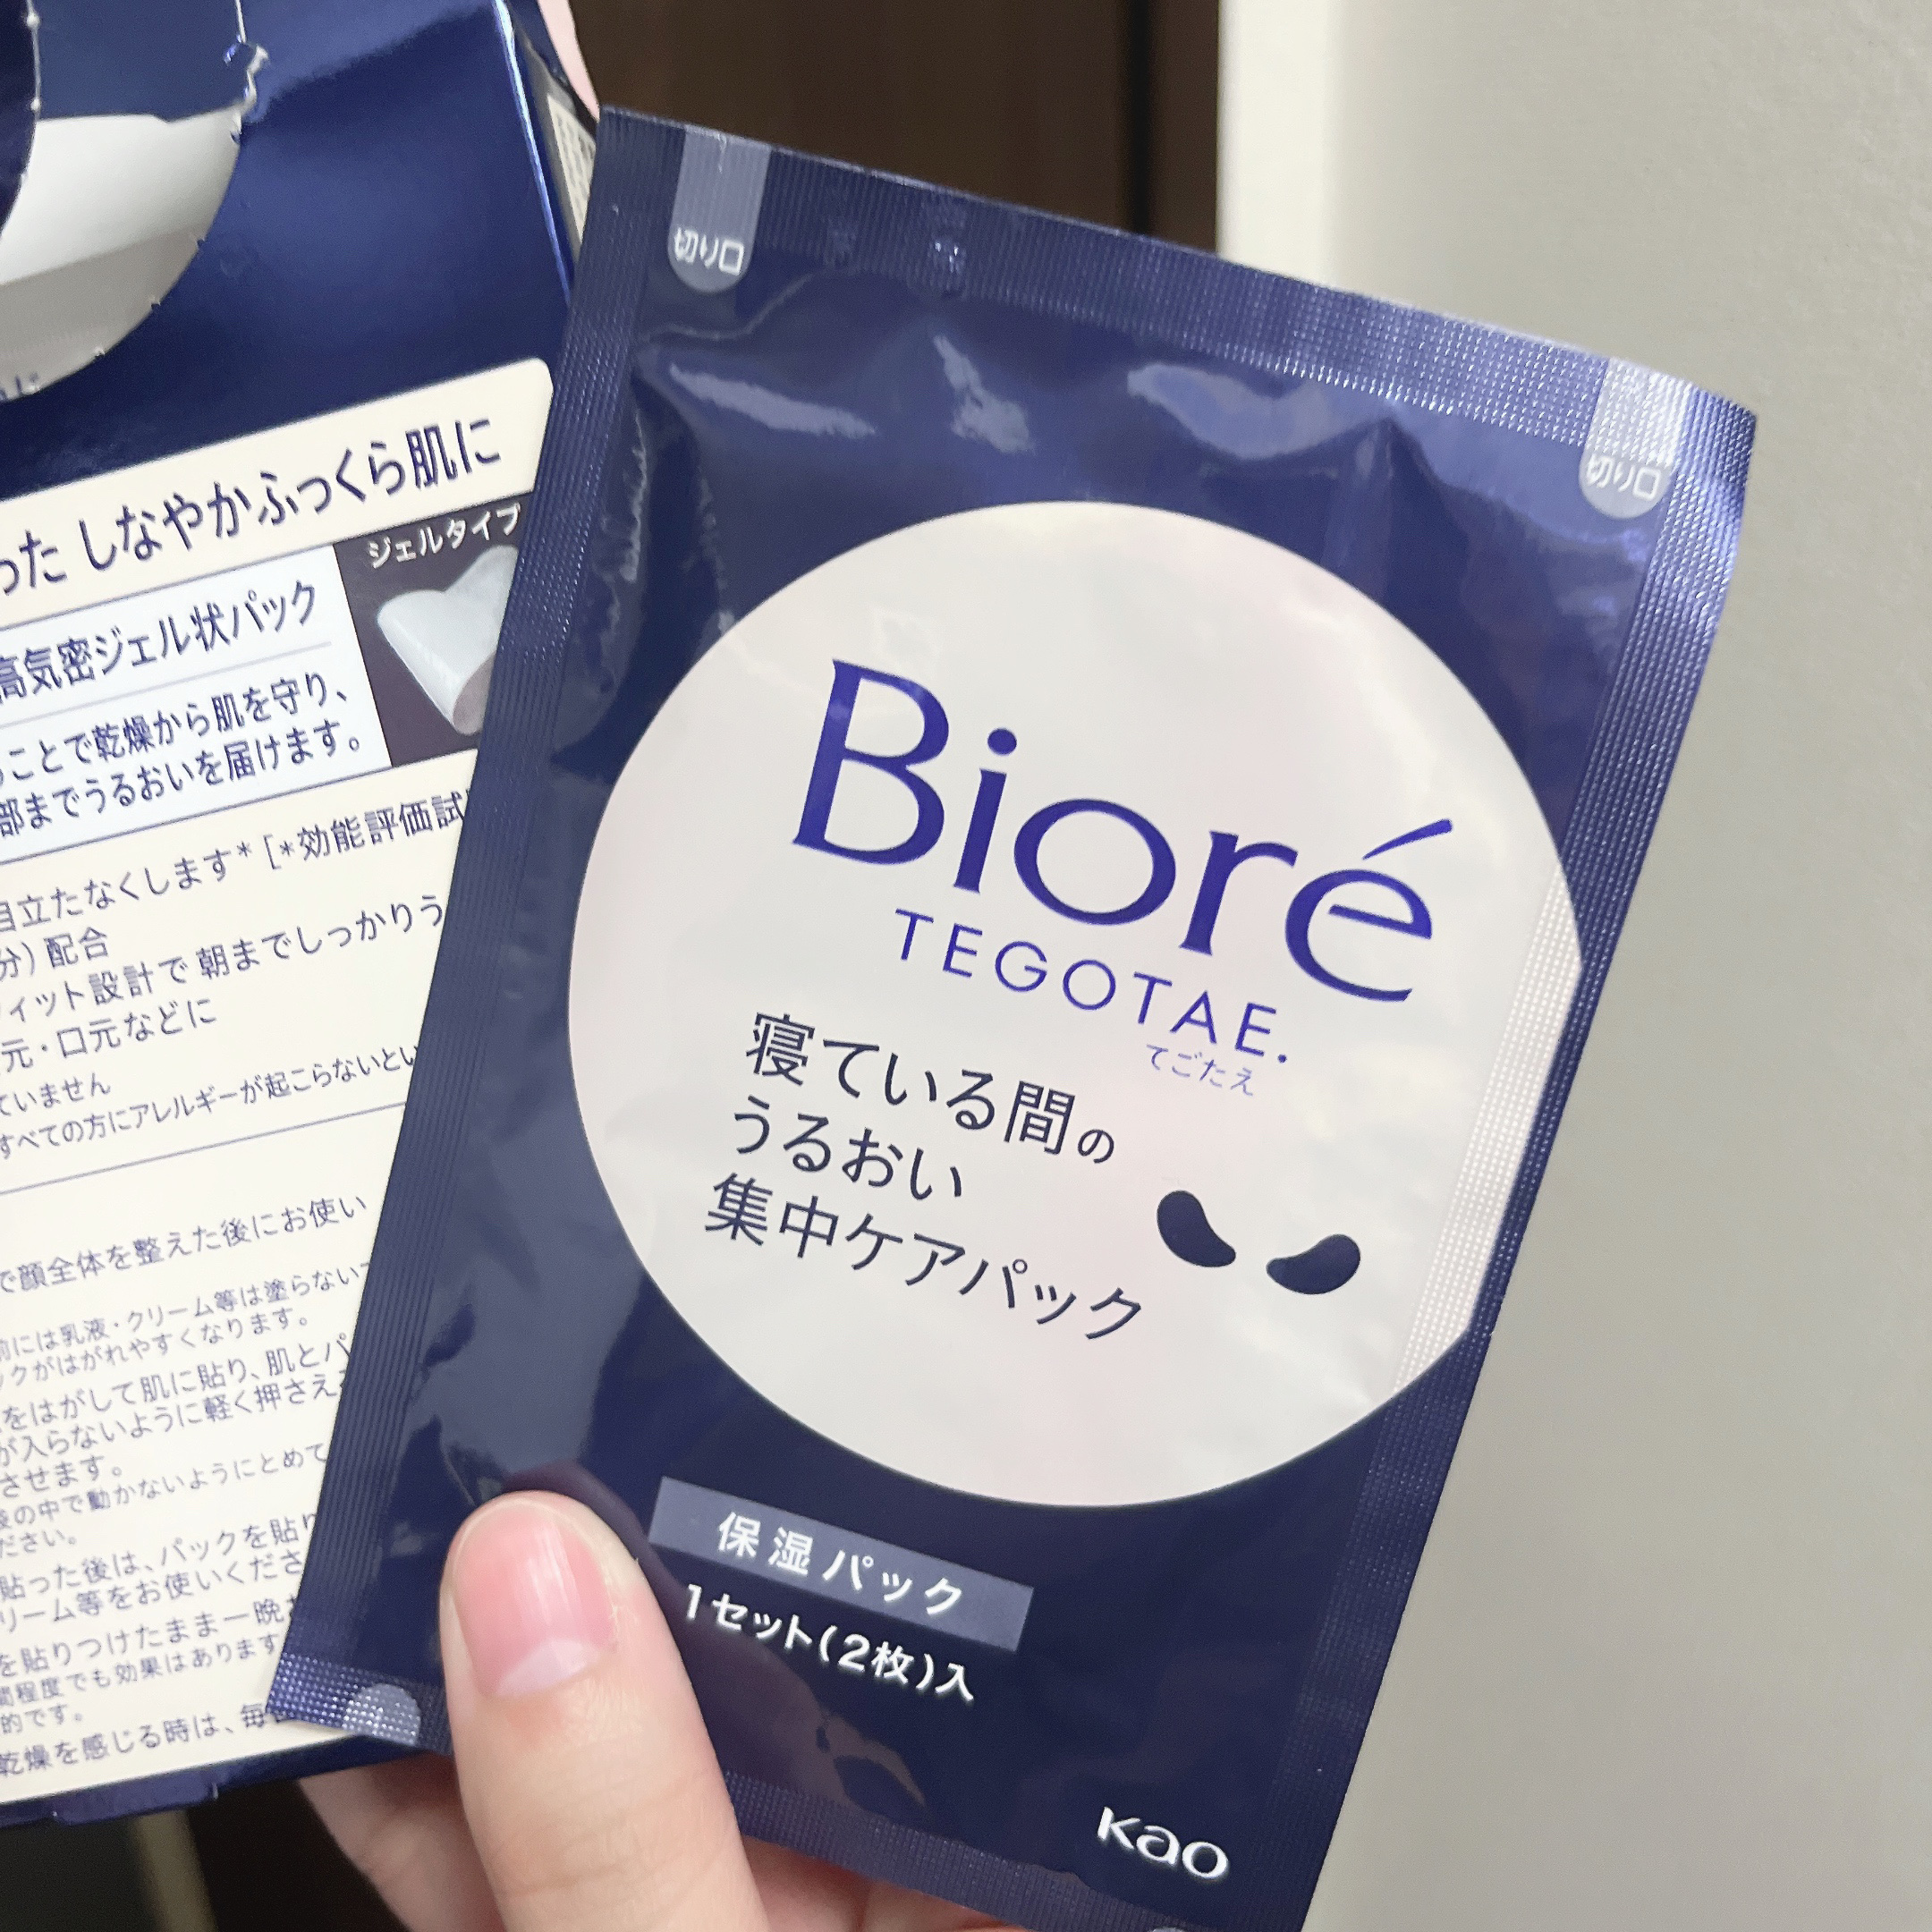 った しなやかふっくら肌に
ジェルタイプ
高気密ジェル状パック
ことで乾燥から肌を守り、
部までうるおいを届けます。
目立たなくします* [*効能評価試
分) 配合
ィット設計で 朝までしっかりう
元・口元などに
ていません
すべての方にアレルギーが起こらないとい
で顔全体を整えた後にお使い
前には乳液・クリーム等は塗らない
ックがはがれやすくなります。
をはがして肌に貼り、肌とパ
が入らないように軽く押さえ
させます。
の中で動かないようにとめて
ださい。
貼った後は、パックを貼り
リーム等をお使いくださ
を貼りつけたまま一晩
間程度でも効果はあります
的です。
乾燥を感じる時は、毎
切り口
切り口
Bioré
TEGOTAE.
てごたえ
寝ている間の
うるおい
集中ケアパック
保湿パック
1セット(2枚)入
Kao